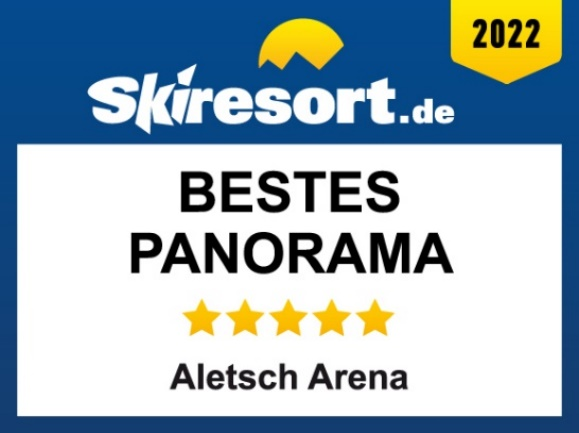 2022
Skiresort.de
BESTES
PANORAMA
Aletsch Arena